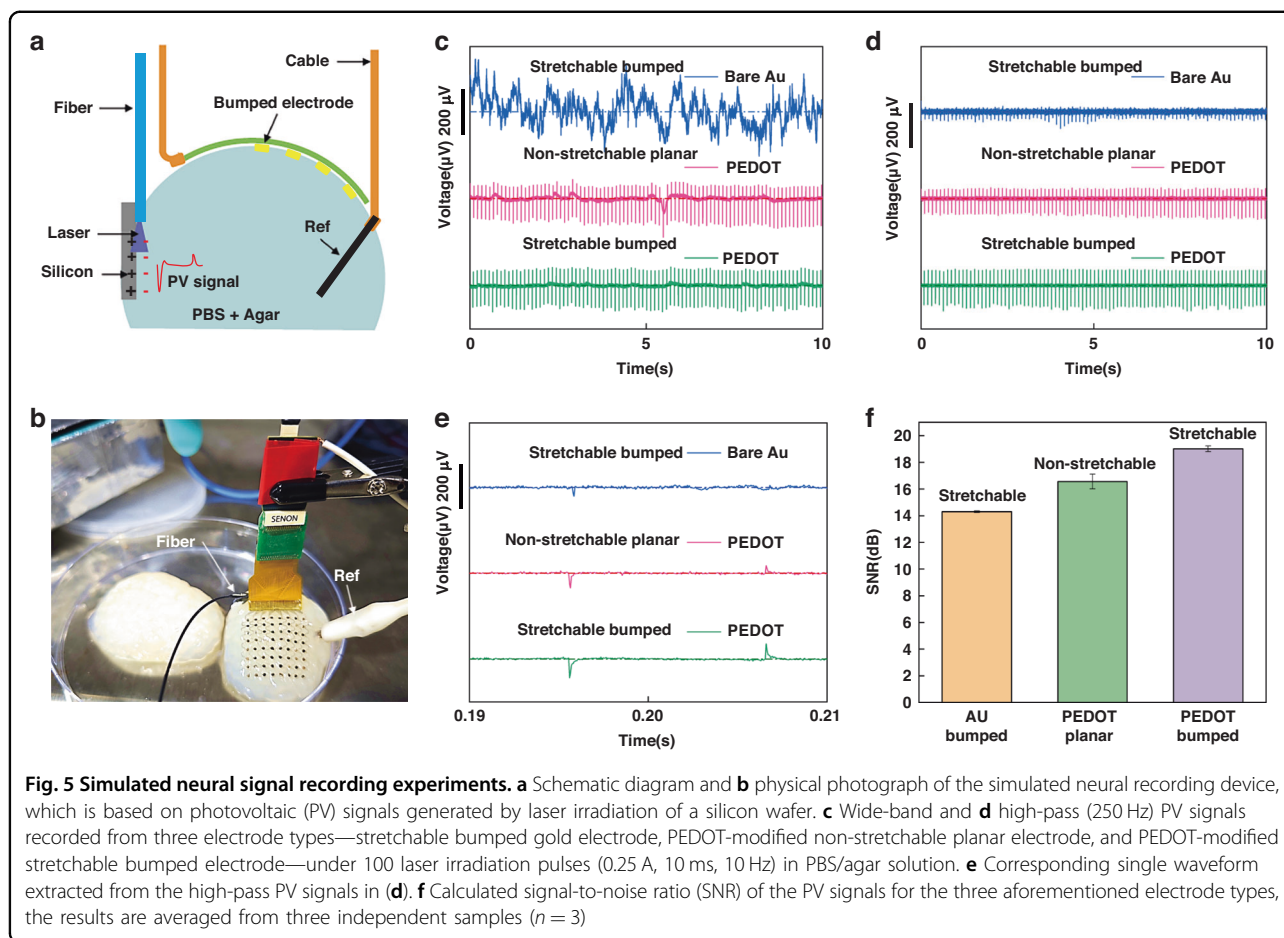 a
Cable
Fiber
Bumped electrode
Laser
Silicon
Ref
PV signal
PBS + Agar
+ -
+ -
+ -
+ -
c
Voltage(μV) 200 μV
Stretchable bumped
Bare Au
Non-stretchable planar
PEDOT
Stretchable bumped
PEDOT
0 5 10
Time(s)
d
Voltage(μV) 200 μV
Stretchable bumped
Bare Au
Non-stretchable planar
PEDOT
Stretchable bumped
PEDOT
0 5 10
Time(s)
b
SENON
Fiber
Ref
e
Voltage(μV) 200 μV
Stretchable bumped
Bare Au
Non-stretchable planar
PEDOT
Stretchable bumped
PEDOT
0.19 0.20 0.21
Time(s)
f
SNR(dB)
20
18
16
14
12
10
8
6
4
2
0
Stretchable
Non-stretchable
Stretchable
AU bumped
PEDOT planar
PEDOT bumped
Fig. 5 Simulated neural signal recording experiments. a Schematic diagram and b physical photograph of the simulated neural recording device,
which is based on photovoltaic (PV) signals generated by laser irradiation of a silicon wafer. c Wide-band and d high-pass (250 Hz) PV signals
recorded from three electrode types—stretchable bumped gold electrode, PEDOT-modified non-stretchable planar electrode, and PEDOT-modified
stretchable bumped electrode—under 100 laser irradiation pulses (0.25 A, 10 ms, 10 Hz) in PBS/agar solution. e Corresponding single waveform
extracted from the high-pass PV signals in (d). f Calculated signal-to-noise ratio (SNR) of the PV signals for the three aforementioned electrode types,
the results are averaged from three independent samples (n = 3)